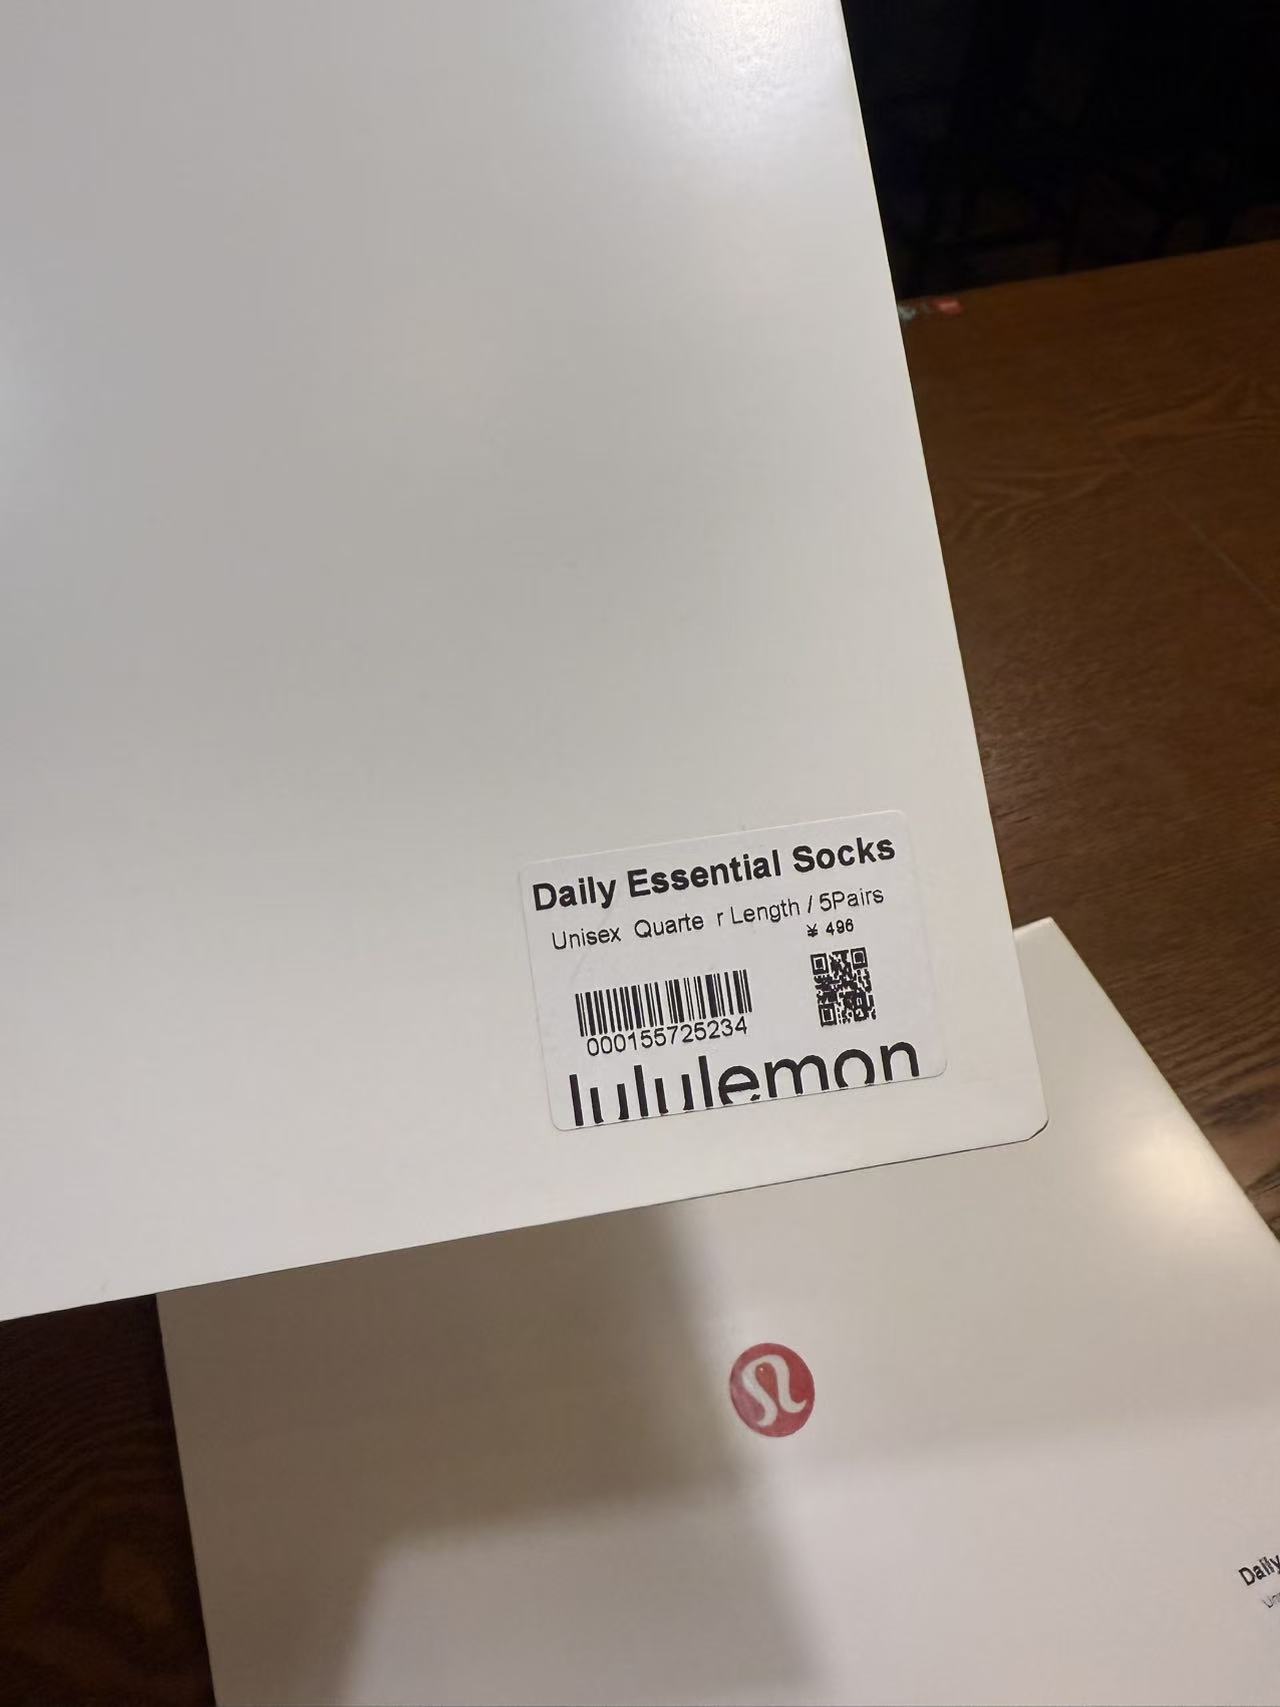 Daily Essential Socks
Unisex Quarte r Length / 5Pairs
¥ 496
000155725234
lululemon
Daily